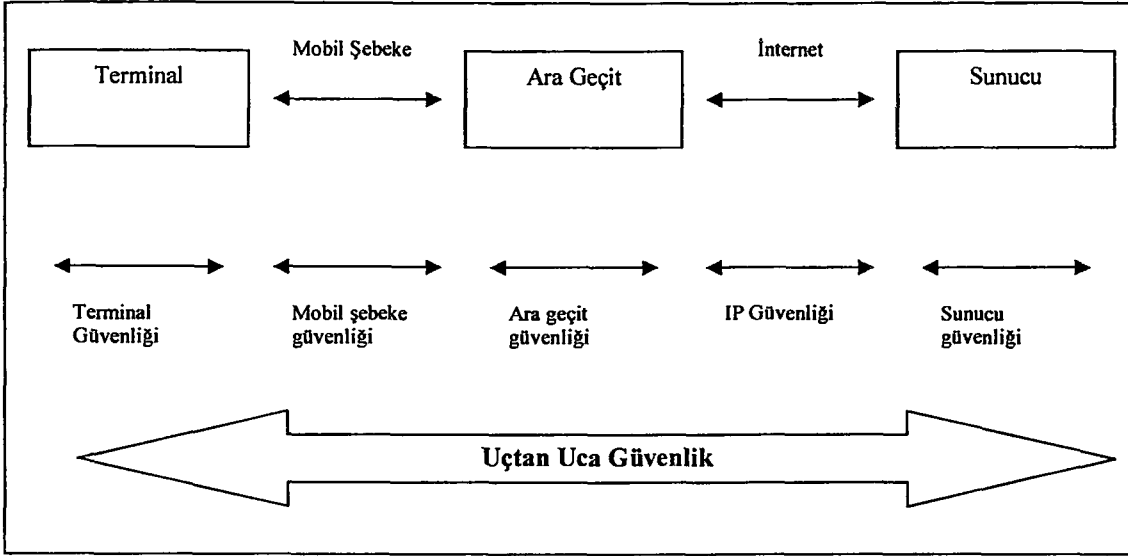 Mobil Şebeke
İnternet
Terminal
Ara Geçit
Sunucu
Terminal
Güvenliği
Mobil şebeke
güvenliği
Ara geçit
güvenliği
IP Güvenliği
Sunucu
güvenliği
Uçtan Uca Güvenlik